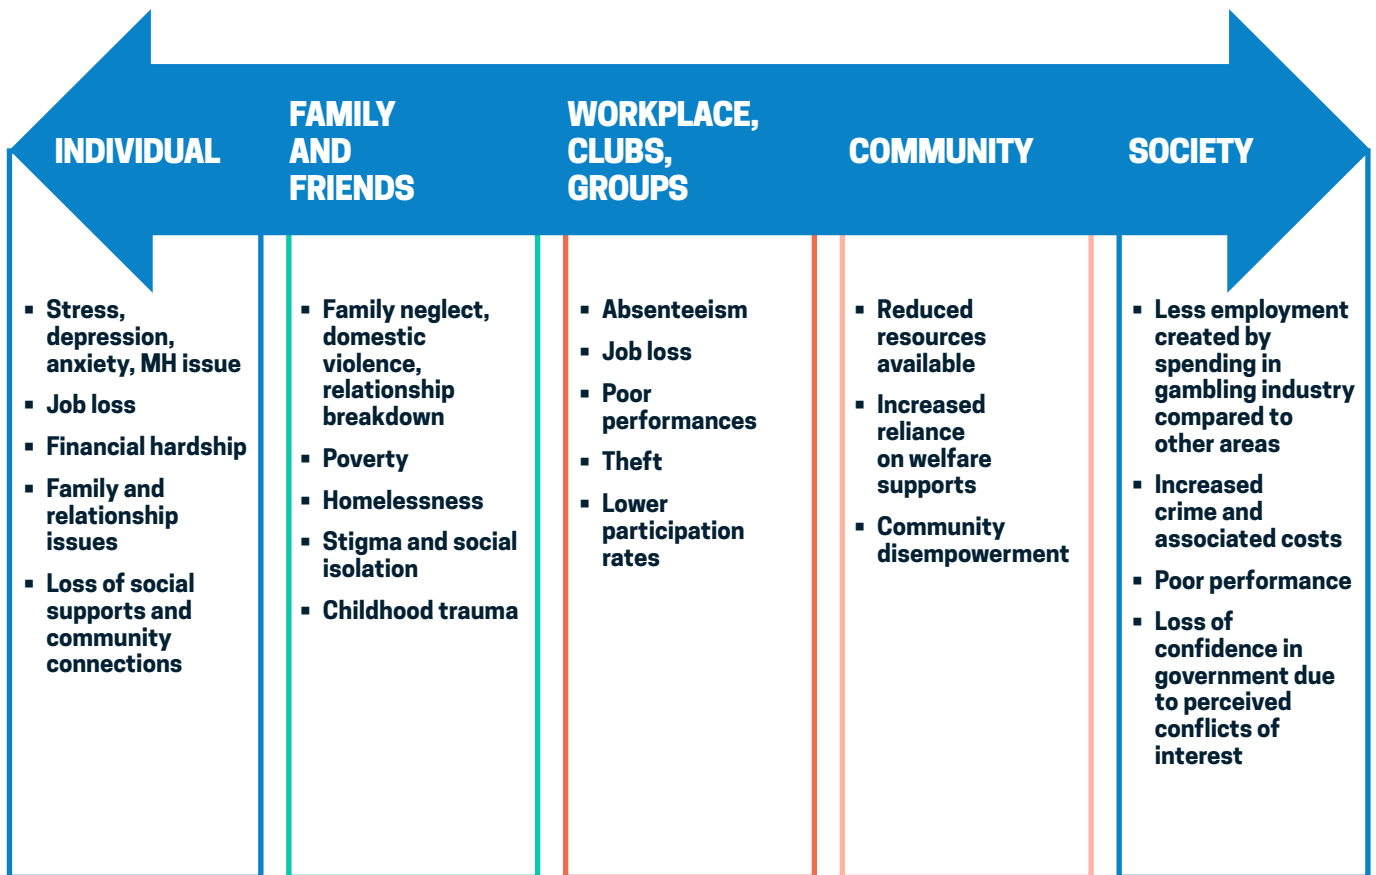 INDIVIDUAL
FAMILY
AND
FRIENDS
WORKPLACE,
CLUBS,
GROUPS
COMMUNITY
SOCIETY
▪ Stress,
depression,
anxiety, MH issue
▪ Job loss
▪ Financial hardship
▪ Family and
relationship
issues
▪ Loss of social
supports and
community
connections
▪ Family neglect,
domestic
violence,
relationship
breakdown
▪ Poverty
▪ Homelessness
▪ Stigma and social
isolation
▪ Childhood trauma
▪ Absenteeism
▪ Job loss
▪ Poor
performances
▪ Theft
▪ Lower
participation
rates
▪ Reduced
resources
available
▪ Increased
reliance
on welfare
supports
▪ Community
disempowerment
▪ Less employment
created by
spending in
gambling industry
compared to
other areas
▪ Increased
crime and
associated costs
▪ Poor performance
▪ Loss of
confidence in
government due
to perceived
conflicts of
interest